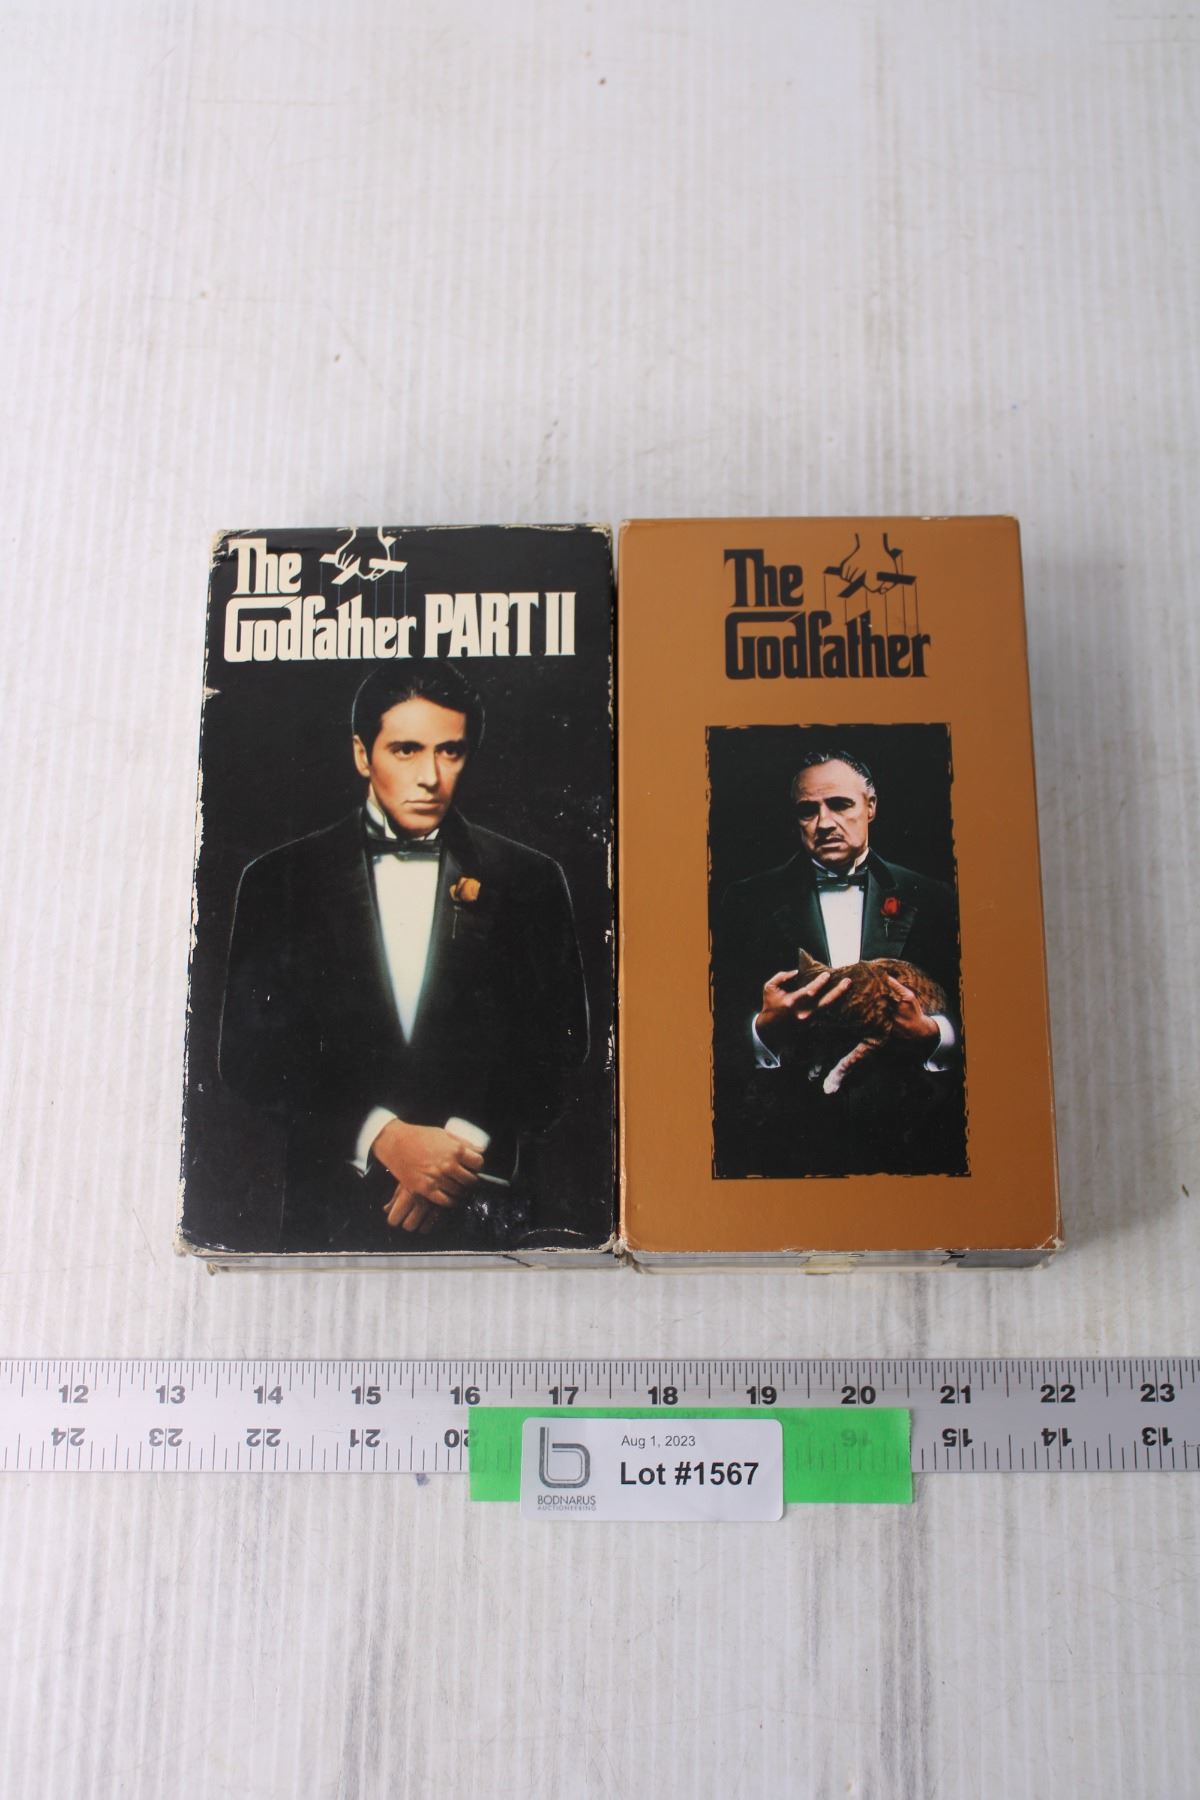 The
Godfather PART II
The
Godfather
12 13 14 15 16 17 18 19 20 21 22 23
24 23 22 21 20 16 15 14 13
Aug 1, 2023
Lot #1567
BODNARUS
AUCTIONEERING